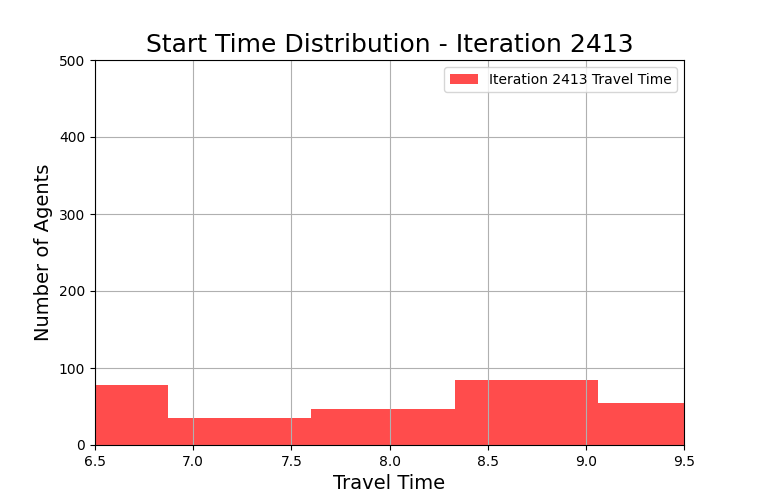 Start Time Distribution - Iteration 2413
Iteration 2413 Travel Time
Number of Agents
500
400
300
200
100
0
6.5 7.0 7.5 8.0 8.5 9.0 9.5
Travel Time